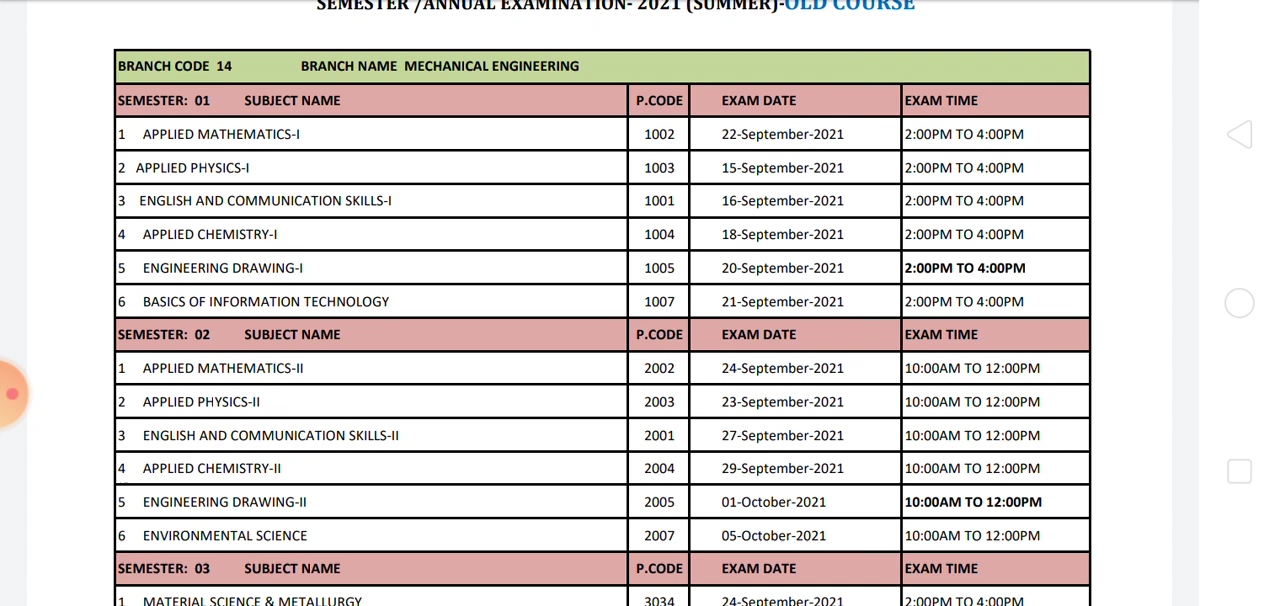 SEMESTER /ANNUAL EXAMINATION- 2021 (SUMMER)-OLD COURSE
BRANCH CODE 14 BRANCH NAME MECHANICAL ENGINEERING
SEMESTER: 01 SUBJECT NAME P.CODE EXAM DATE EXAM TIME
1 APPLIED MATHEMATICS-I 1002 22-September-2021 2:00PM TO 4:00PM
2 APPLIED PHYSICS-I 1003 15-September-2021 2:00PM TO 4:00PM
3 ENGLISH AND COMMUNICATION SKILLS-I 1001 16-September-2021 2:00PM TO 4:00PM
4 APPLIED CHEMISTRY-I 1004 18-September-2021 2:00PM TO 4:00PM
5 ENGINEERING DRAWING-I 1005 20-September-2021 2:00PM TO 4:00PM
6 BASICS OF INFORMATION TECHNOLOGY 1007 21-September-2021 2:00PM TO 4:00PM
SEMESTER: 02 SUBJECT NAME P.CODE EXAM DATE EXAM TIME
1 APPLIED MATHEMATICS-II 2002 24-September-2021 10:00AM TO 12:00PM
2 APPLIED PHYSICS-II 2003 23-September-2021 10:00AM TO 12:00PM
3 ENGLISH AND COMMUNICATION SKILLS-II 2001 27-September-2021 10:00AM TO 12:00PM
4 APPLIED CHEMISTRY-II 2004 29-September-2021 10:00AM TO 12:00PM
5 ENGINEERING DRAWING-II 2005 01-October-2021 10:00AM TO 12:00PM
6 ENVIRONMENTAL SCIENCE 2007 05-October-2021 10:00AM TO 12:00PM
SEMESTER: 03 SUBJECT NAME P.CODE EXAM DATE EXAM TIME
1 MATERIAL SCIENCE & METALLURGY 3034 24-September-2021 2:00PM TO 4:00PM